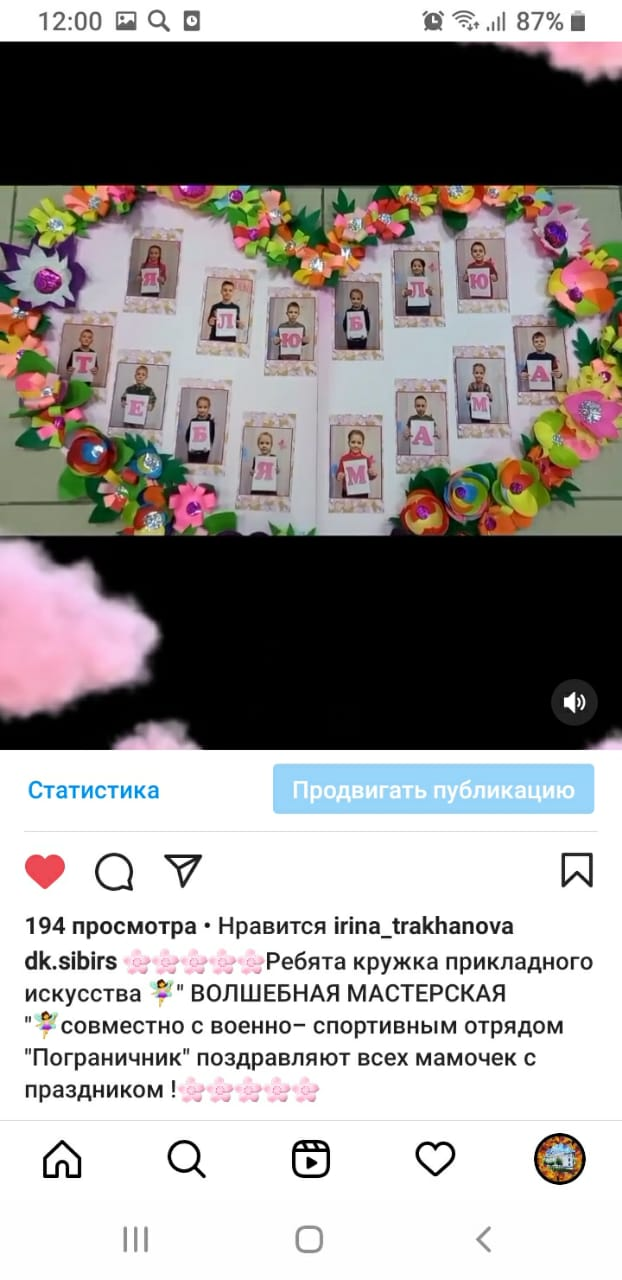 12:00 87%
Я Л Ю Б Л Ю
Т Е Б Я М А М А
Статистика Продвигать публикацию
194 просмотра • Нравится irina_trakhanova
dk.sibirs 🌸🌸🌸🌸🌸Ребята кружка прикладного
искусства 🧚" ВОЛШЕБНАЯ МАСТЕРСКАЯ
"🧚совместно с военно– спортивным отрядом
"Пограничник" поздравляют всех мамочек с
праздником !🌸🌸🌸🌸🌸